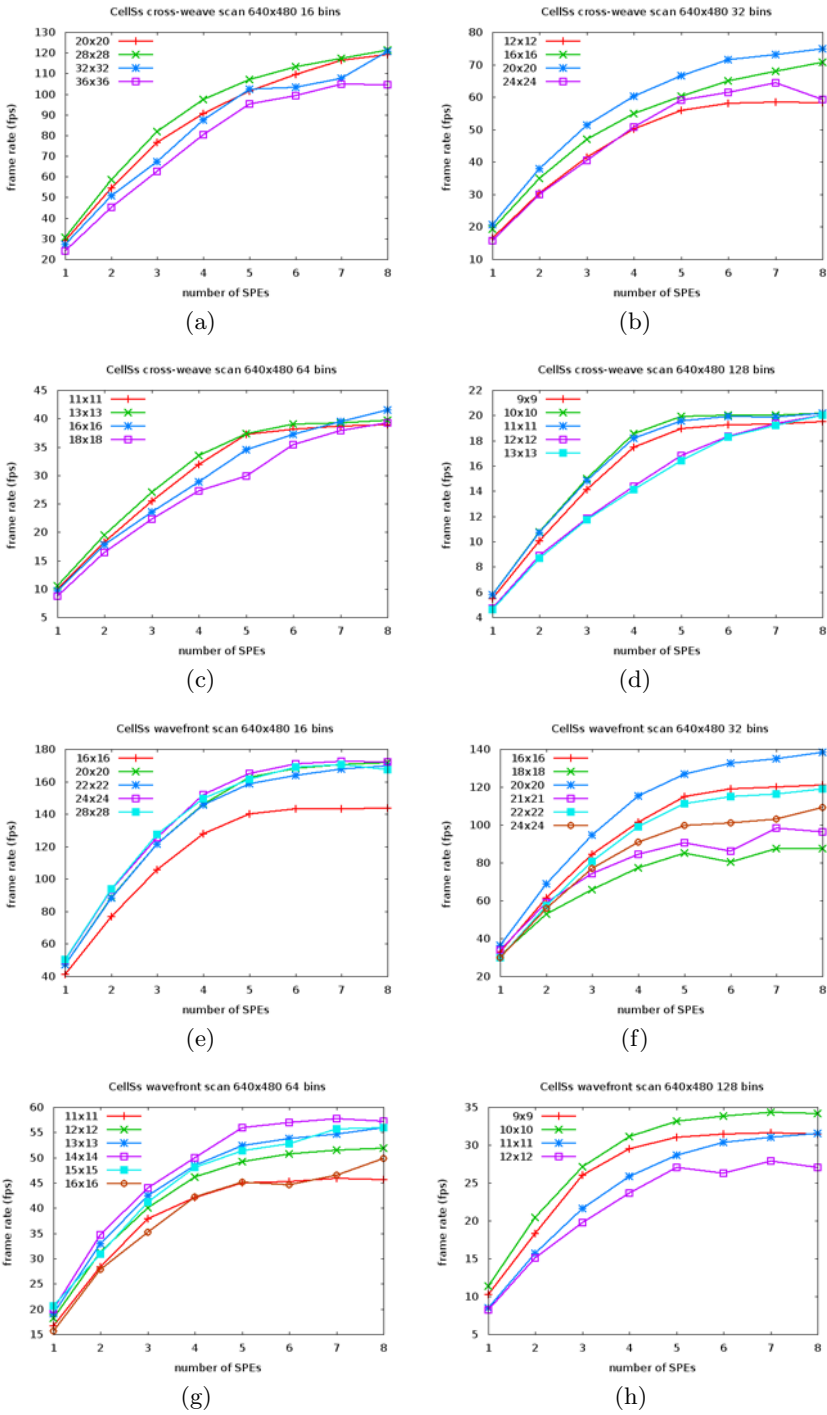 CellSs cross-weave scan 640x480 16 bins
130
120
110
100
90
80
70
60
50
40
30
20
frame rate (fps)
20x20
28x28
32x32
36x36
1 2 3 4 5 6 7 8
number of SPEs
(a)
CellSs cross-weave scan 640x480 32 bins
80
70
60
50
40
30
20
10
frame rate (fps)
12x12
16x16
20x20
24x24
1 2 3 4 5 6 7 8
number of SPEs
(b)
CellSs cross-weave scan 640x480 64 bins
45
40
35
30
25
20
15
10
5
frame rate (fps)
11x11
13x13
16x16
18x18
1 2 3 4 5 6 7 8
number of SPEs
(c)
CellSs cross-weave scan 640x480 128 bins
22
20
18
16
14
12
10
8
6
4
frame rate (fps)
9x9
10x10
11x11
12x12
13x13
1 2 3 4 5 6 7 8
number of SPEs
(d)
CellSs wavefront scan 640x480 16 bins
180
160
140
120
100
80
60
40
frame rate (fps)
16x16
20x20
22x22
24x24
28x28
1 2 3 4 5 6 7 8
number of SPEs
(e)
CellSs wavefront scan 640x480 32 bins
140
120
100
80
60
40
20
frame rate (fps)
16x16
18x18
20x20
21x21
22x22
24x24
1 2 3 4 5 6 7 8
number of SPEs
(f)
CellSs wavefront scan 640x480 64 bins
60
55
50
45
40
35
30
25
20
15
frame rate (fps)
11x11
12x12
13x13
14x14
15x15
16x16
1 2 3 4 5 6 7 8
number of SPEs
(g)
CellSs wavefront scan 640x480 128 bins
35
30
25
20
15
10
5
frame rate (fps)
9x9
10x10
11x11
12x12
1 2 3 4 5 6 7 8
number of SPEs
(h)